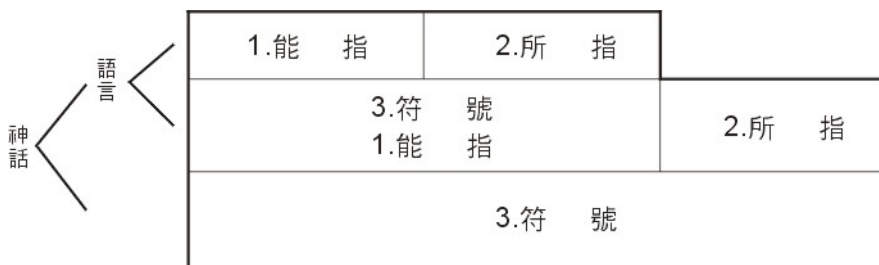 1.能 指
2.所 指
語言
3.符 號
1.能 指
2.所 指
神話
3.符 號